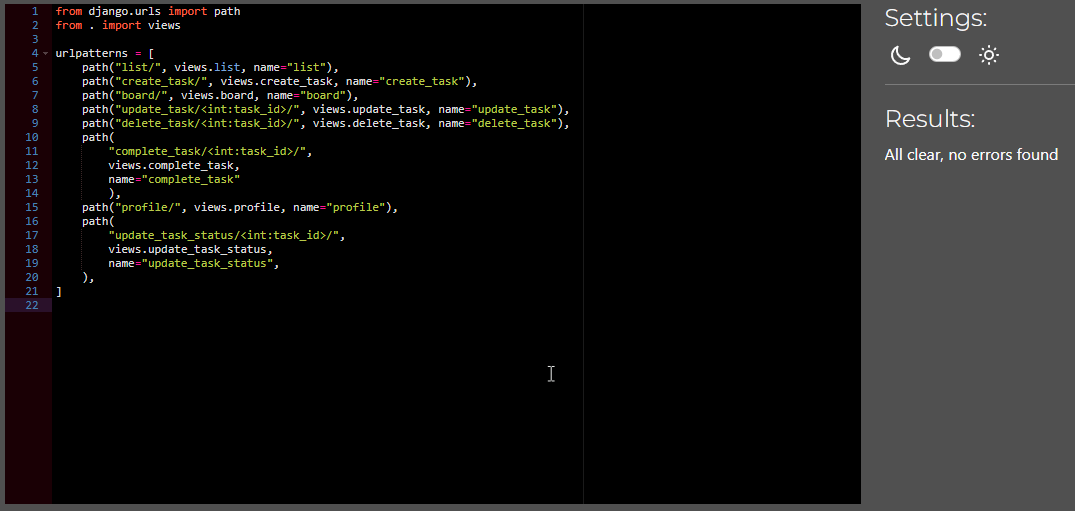 1 from django.urls import path
2 from . import views
3
4 urlpatterns = [
5     path("list/", views.list, name="list"),
6     path("create_task/", views.create_task, name="create_task"),
7     path("board/", views.board, name="board"),
8     path("update_task/<int:task_id>/", views.update_task, name="update_task"),
9     path("delete_task/<int:task_id>/", views.delete_task, name="delete_task"),
10     path(
11         "complete_task/<int:task_id>/",
12         views.complete_task,
13         name="complete_task"
14         ),
15     path("profile/", views.profile, name="profile"),
16     path(
17         "update_task_status/<int:task_id>/",
18         views.update_task_status,
19         name="update_task_status",
20     ),
21 ]
22
Settings:
Results:
All clear, no errors found